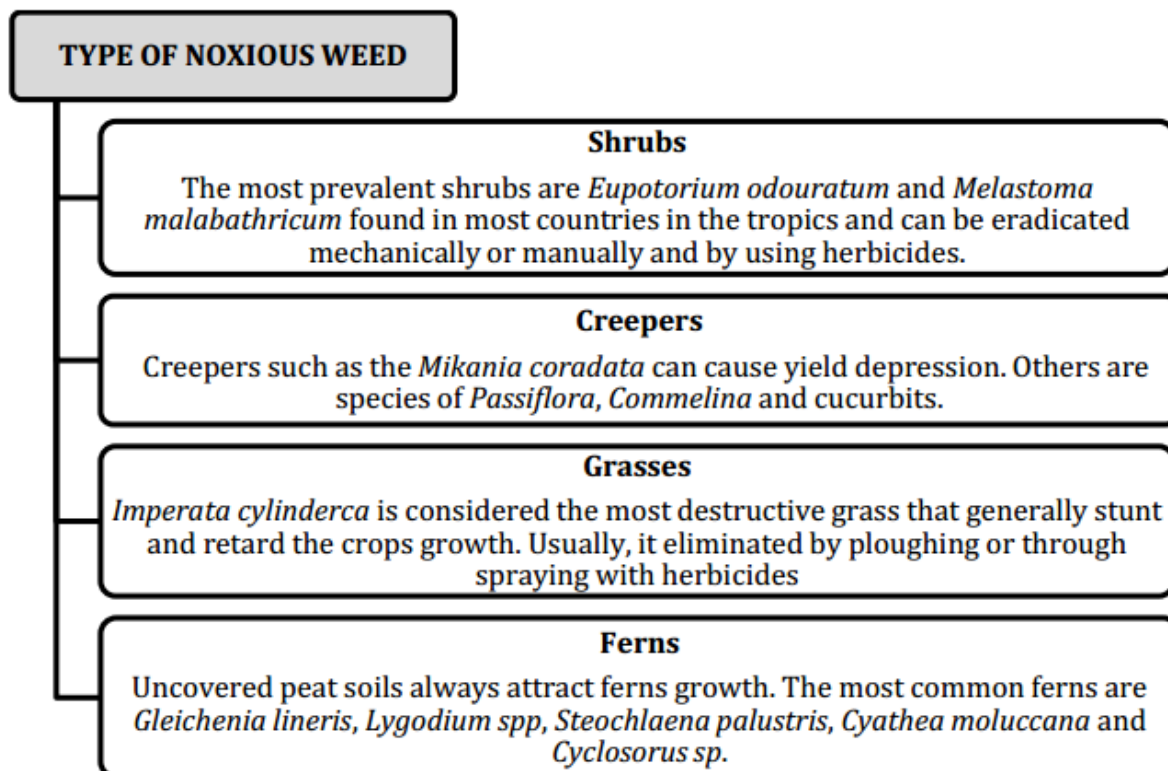 TYPE OF NOXIOUS WEED
Shrubs
The most prevalent shrubs are Eupotorium odouratum and Melastoma
malabathricum found in most countries in the tropics and can be eradicated
mechanically or manually and by using herbicides.
Creepers
Creepers such as the Mikania coradata can cause yield depression. Others are
species of Passiflora, Commelina and cucurbits.
Grasses
Imperata cylinderca is considered the most destructive grass that generally stunt
and retard the crops growth. Usually, it eliminated by ploughing or through
spraying with herbicides
Ferns
Uncovered peat soils always attract ferns growth. The most common ferns are
Gleichenia lineris, Lygodium spp, Steochlaena palustris, Cyathea moluccana and
Cyclosorus sp.